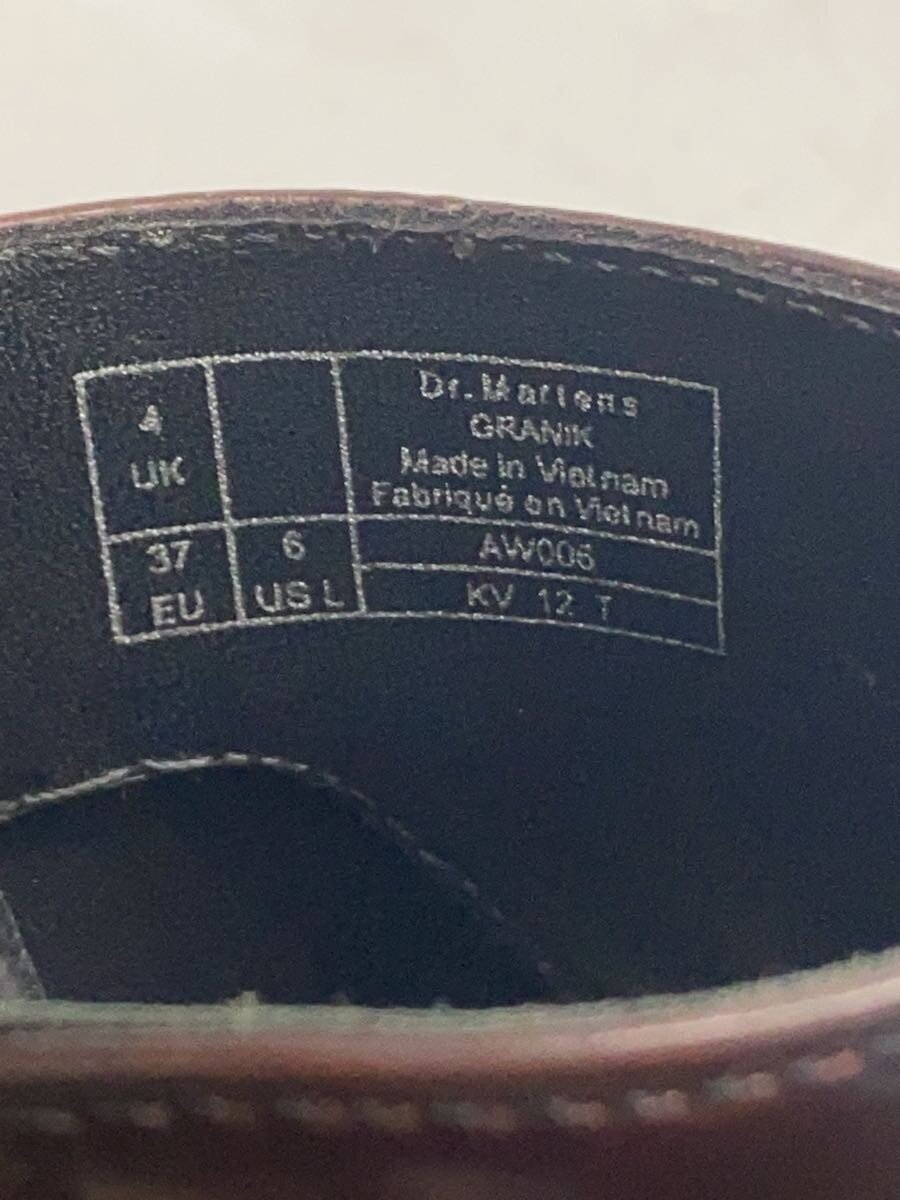 4
UK
37
EU
6
US L
Dr. Martens
GRANIK
Made in Vietnam
Fabriqué en Vietnam
AW006
KV 12 T